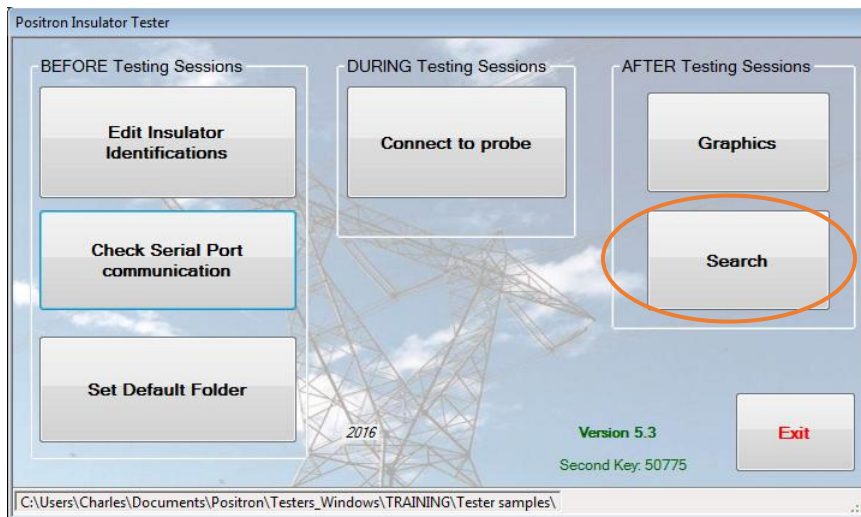 Positron Insulator Tester
BEFORE Testing Sessions
Edit Insulator
Identifications
Check Serial Port
communication
Set Default Folder
DURING Testing Sessions
Connect to probe
AFTER Testing Sessions
Graphics
Search
2016
Version 5.3
Second Key: 50775
Exit
C:\Users\Charles\Documents\Positron\Testers_Windows\TRAINING\Tester samples\